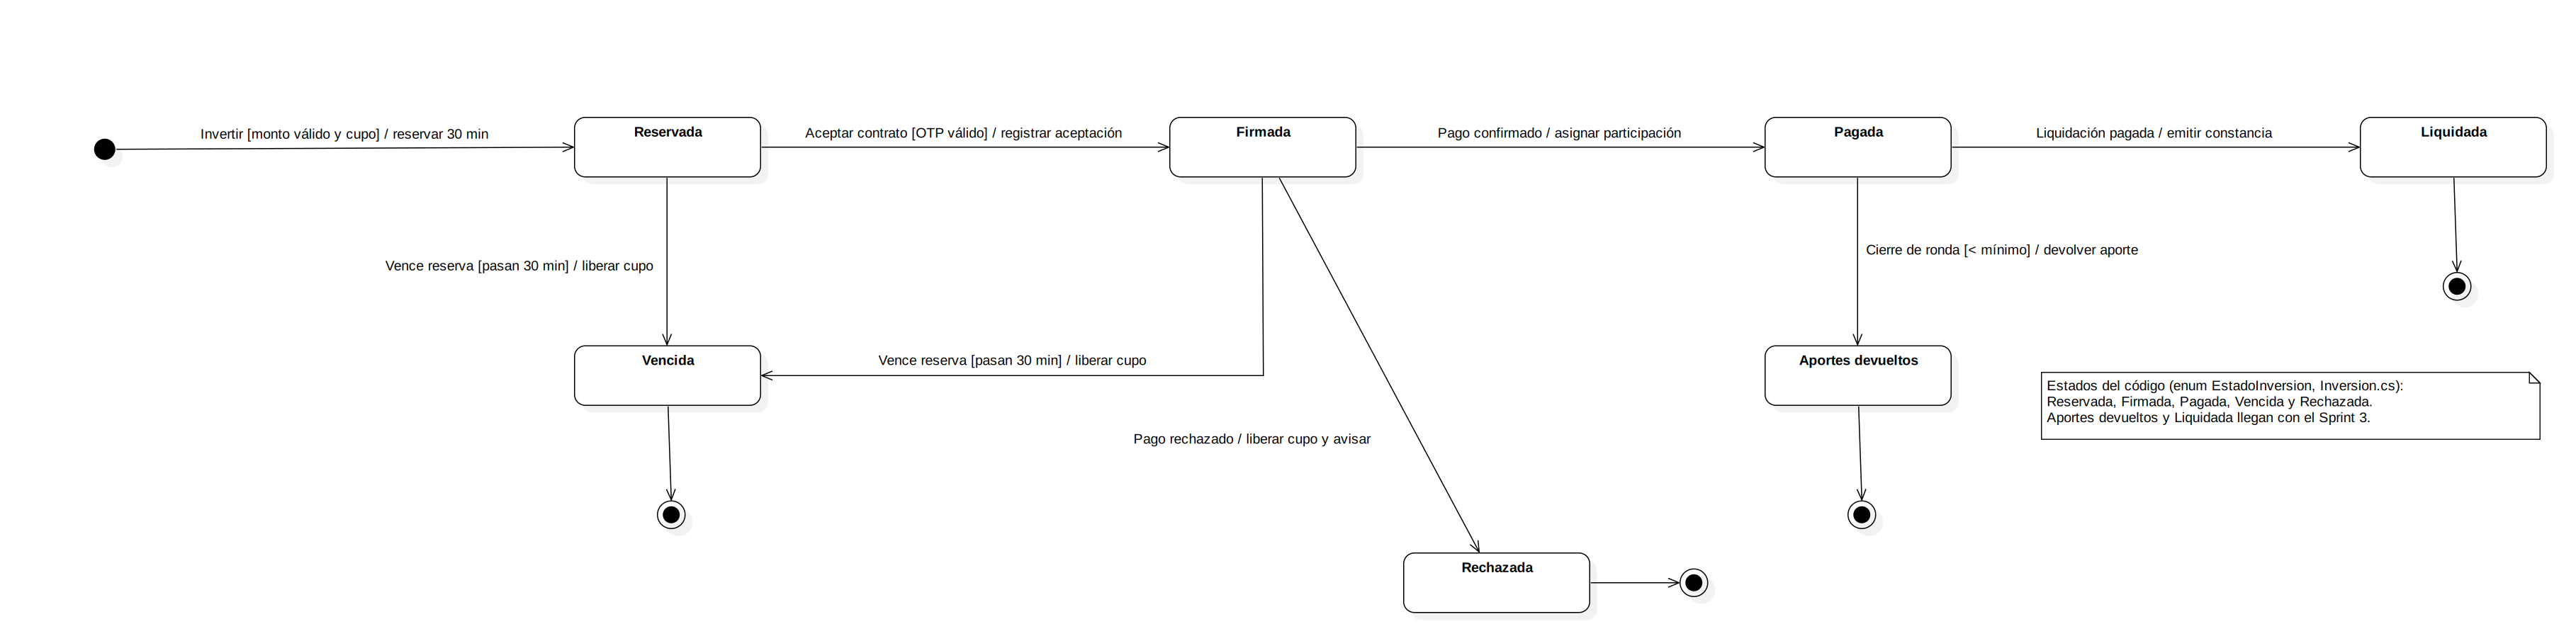 Invertir [monto válido y cupo] / reservar 30 min
Reservada
Aceptar contrato [OTP válido] / registrar aceptación
Firmada
Pago confirmado / asignar participación
Pagada
Liquidación pagada / emitir constancia
Liquidada
Vence reserva [pasan 30 min] / liberar cupo
Cierre de ronda [< mínimo] / devolver aporte
Vencida
Vence reserva [pasan 30 min] / liberar cupo
Aportes devueltos
Estados del código (enum EstadoInversion, Inversion.cs):
Reservada, Firmada, Pagada, Vencida y Rechazada.
Aportes devueltos y Liquidada llegan con el Sprint 3.
Pago rechazado / liberar cupo y avisar
Rechazada